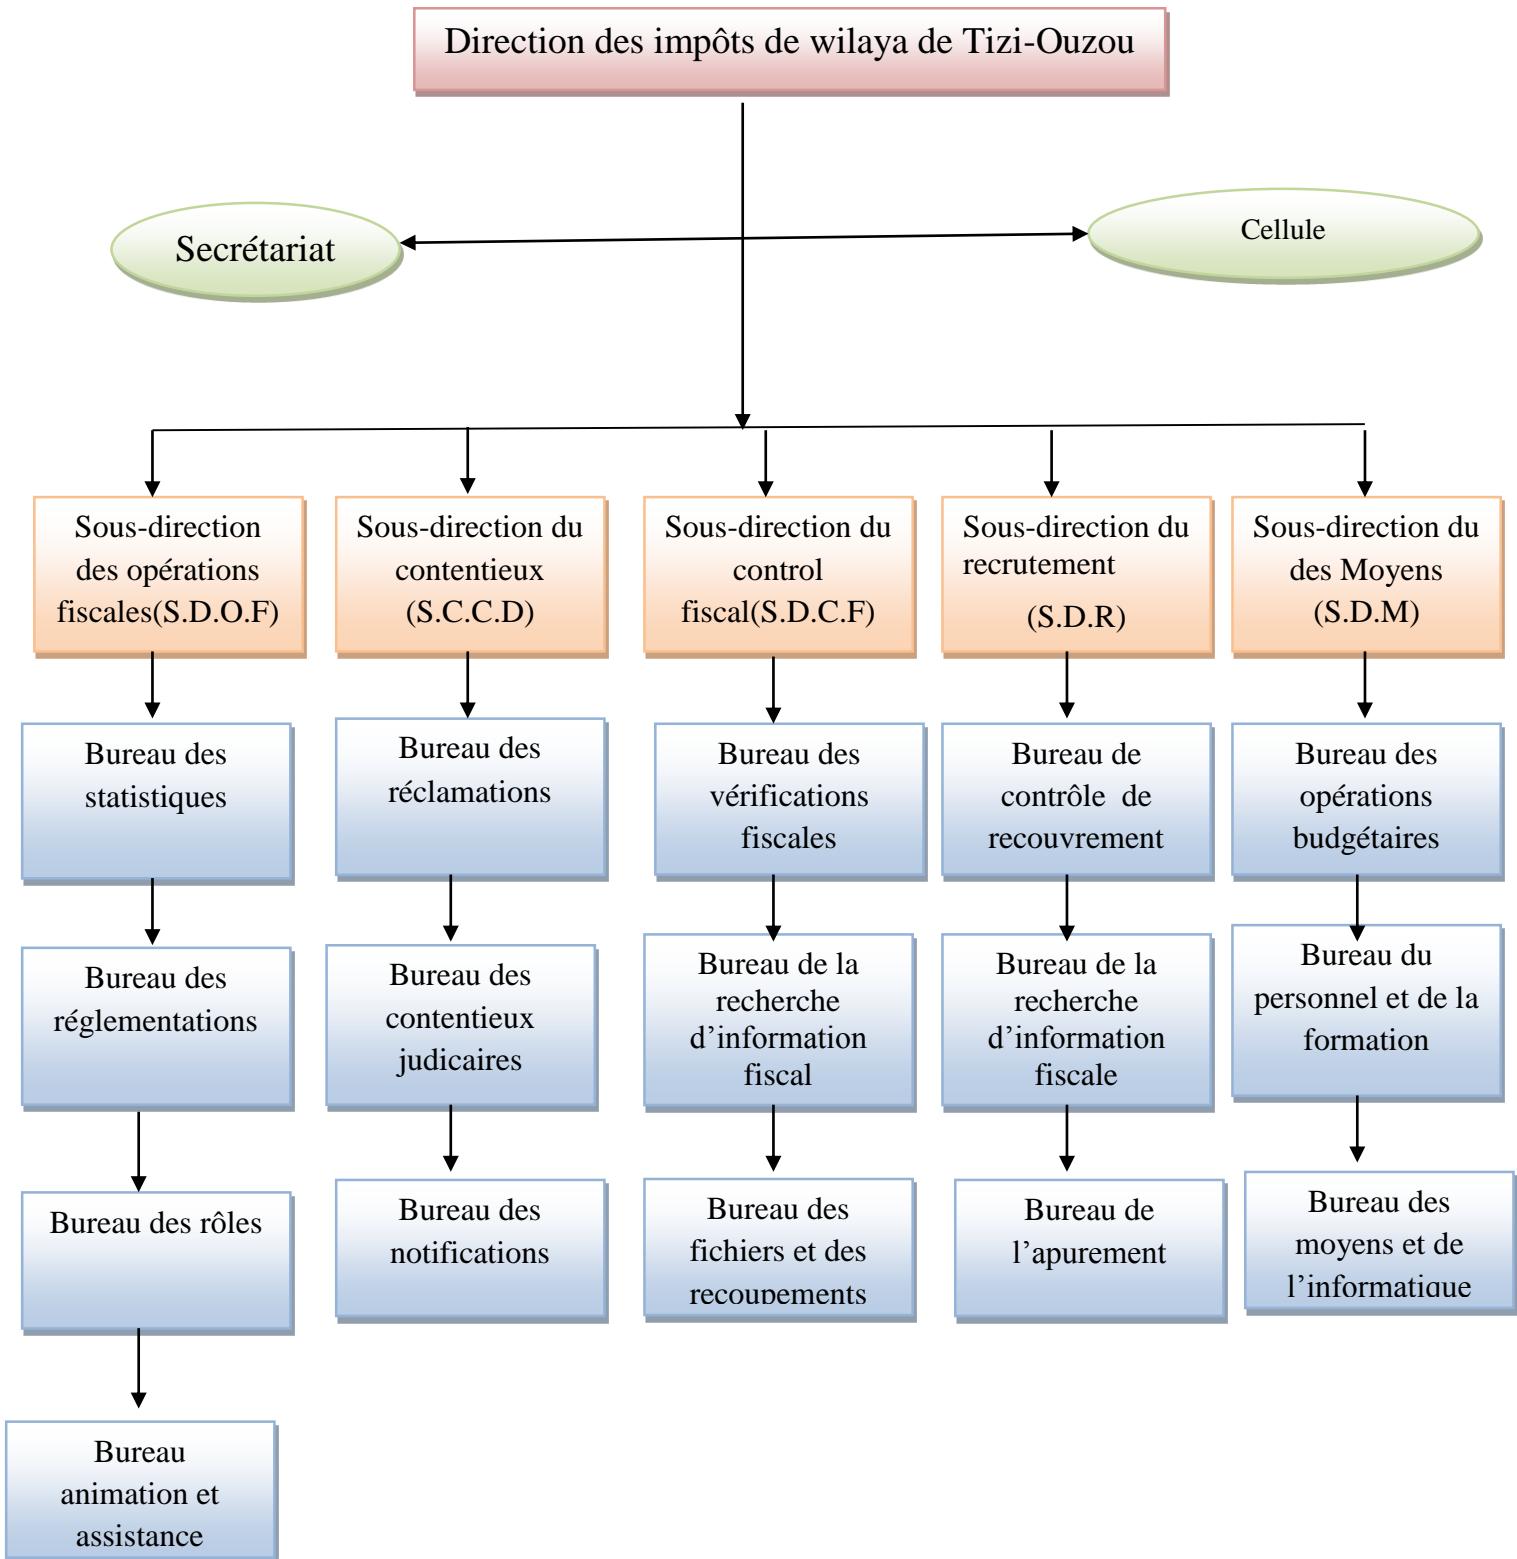 Direction des impôts de wilaya de Tizi-Ouzou
Secrétariat
Cellule
Sous-direction
des opérations
fiscales(S.D.O.F)
Sous-direction du
contentieux
(S.C.C.D)
Sous-direction du
control
fiscal(S.D.C.F)
Sous-direction du
recrutement
(S.D.R)
Sous-direction du
des Moyens
(S.D.M)
Bureau des
statistiques
Bureau des
réclamations
Bureau des
vérifications
fiscales
Bureau de
contrôle de
recouvrement
Bureau des
opérations
budgétaires
Bureau des
réglementations
Bureau des
contentieux
judicaires
Bureau de la
recherche
d’information
fiscal
Bureau de la
recherche
d’information
fiscale
Bureau du
personnel et de la
formation
Bureau des rôles
Bureau des
notifications
Bureau des
fichiers et des
recoupements
Bureau de
l’apurement
Bureau des
moyens et de
l’informatique
Bureau
animation et
assistance